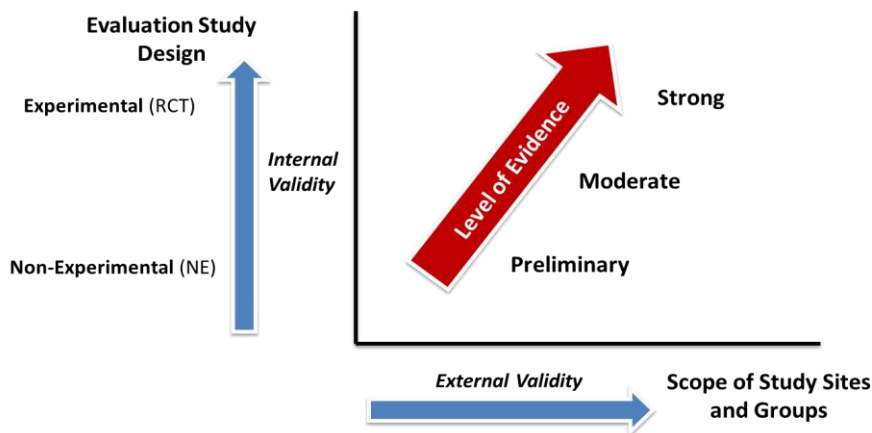 Evaluation Study
Design
Experimental (RCT)
Internal
Validity
Non-Experimental (NE)
Level of Evidence
Strong
Moderate
Preliminary
External Validity
Scope of Study Sites
and Groups